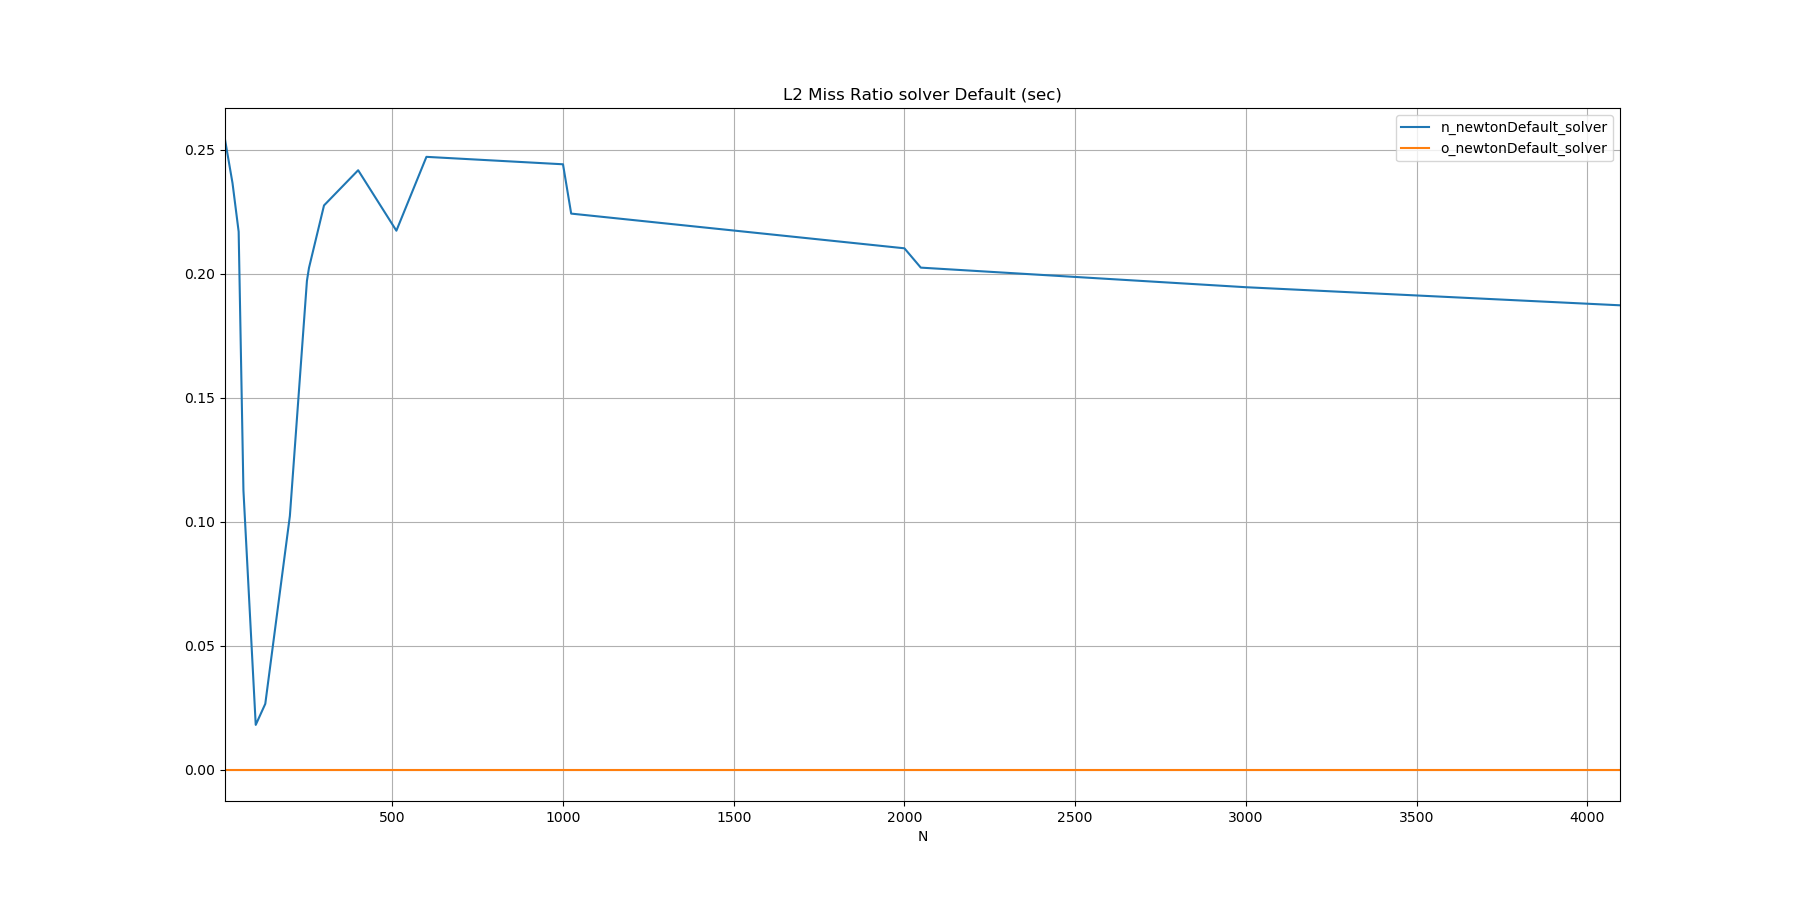 L2 Miss Ratio solver Default (sec)
n_newtonDefault_solver
o_newtonDefault_solver
0.25
0.20
0.15
0.10
0.05
0.00
500 1000 1500 2000 2500 3000 3500 4000
N